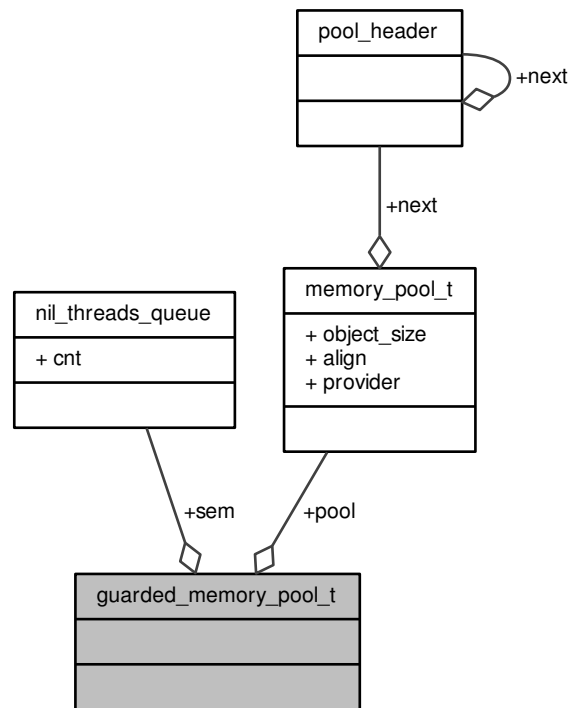 pool_header
+next
+next
memory_pool_t
+ object_size
+ align
+ provider
nil_threads_queue
+ cnt
+sem
+pool
guarded_memory_pool_t